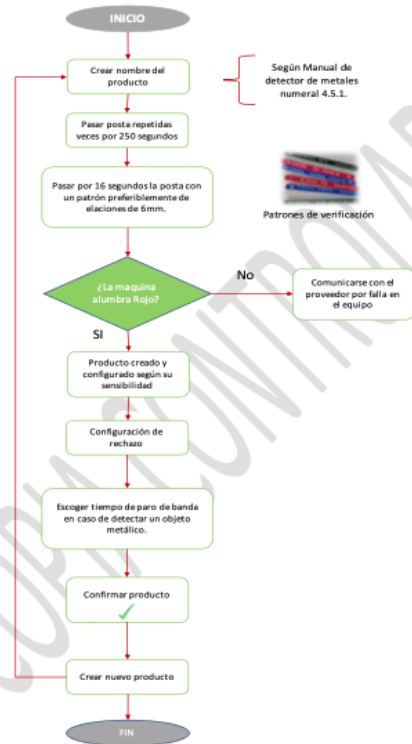 INICIO
Crear nombre del
producto
Según Manual de
detector de metales
numeral 4.5.1.
Pasar posta repetidas
veces por 250 segundos
Pasar por 16 segundos la posta con
un patrón preferiblemente de
elaciones de 6mm.
Patrones de verificación
¿La maquina
alumbra Rojo?
No
Comunicarse con el
proveedor por falla en
el equipo
SI
Producto creado y
configurado según su
sensibilidad
Configuración de
rechazo
Escoger tiempo de paro de banda
en caso de detectar un objeto
metálico.
Confirmar producto
Crear nuevo producto
FIN
COPIA CONTROLAD